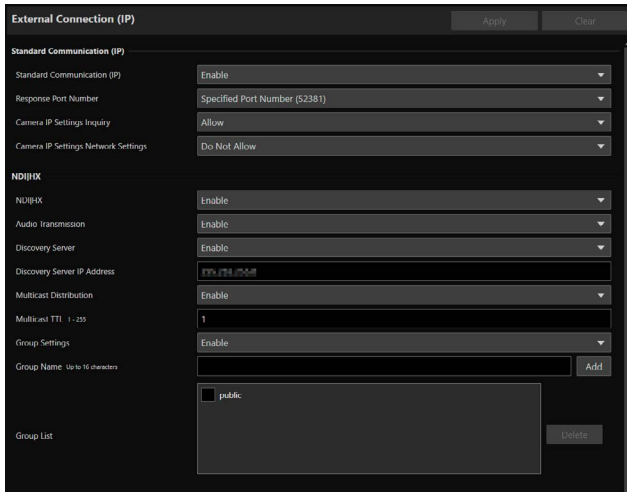 External Connection (IP)
Apply
Clear
Standard Communication (IP)
Standard Communication (IP)
Enable
Response Port Number
Specified Port Number (52381)
Camera IP Settings Inquiry
Allow
Camera IP Settings Network Settings
Do Not Allow
NDI|HX
NDI|HX
Enable
Audio Transmission
Enable
Discovery Server
Enable
Discovery Server IP Address
Multicast Distribution
Enable
Multicast TTL 1 - 255
1
Group Settings
Enable
Group Name Up to 16 characters
Add
public
Group List
Delete